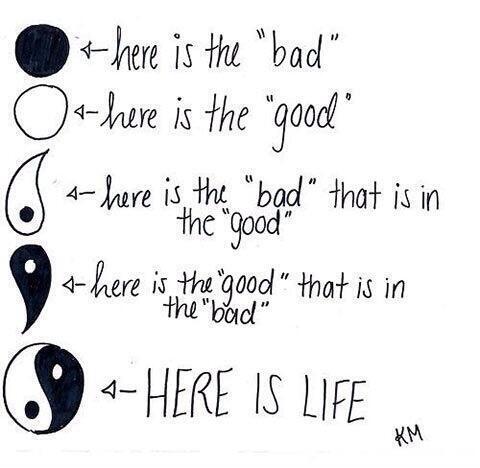 here is the "bad"
here is the "good"
here is the "bad" that is in
the "good"
here is the "good" that is in
the "bad"
HERE IS LIFE
KM